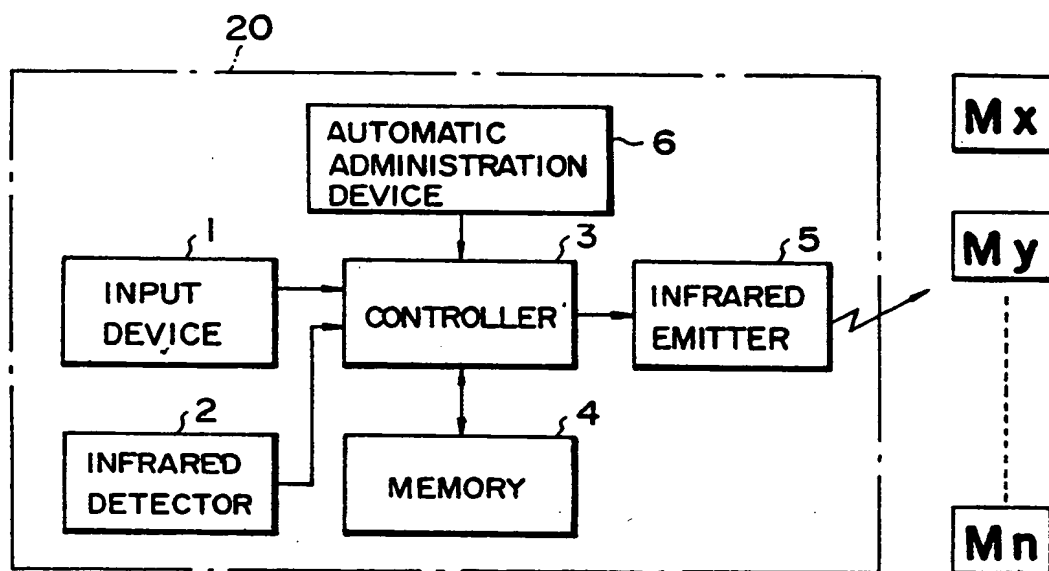 20
AUTOMATIC
ADMINISTRATION
DEVICE
6
Mx
1
INPUT
DEVICE
3
CONTROLLER
5
INFRARED
EMITTER
My
2
INFRARED
DETECTOR
4
MEMORY
Mn